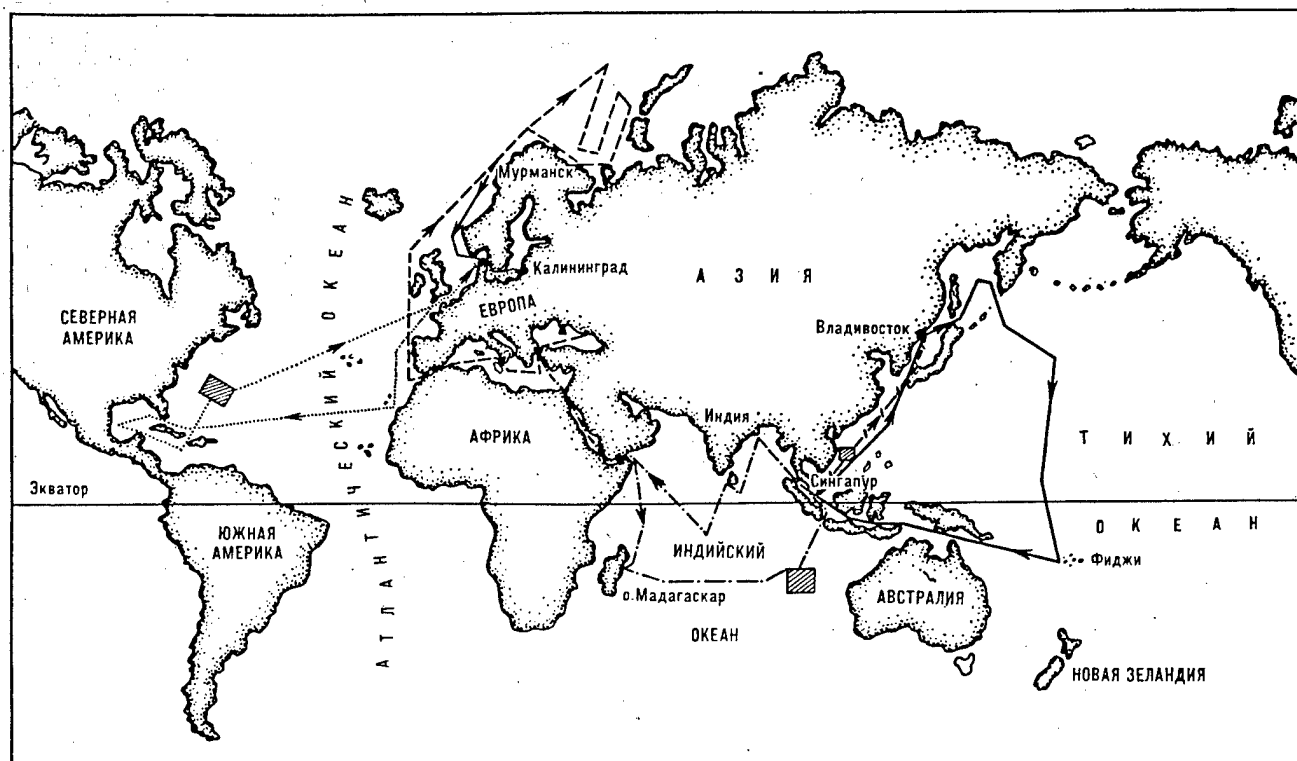 Мурманск
АТЛАНТИЧЕСКИЙ ОКЕАН
Калининград
АЗИЯ
ЕВРОПА
СЕВЕРНАЯ
АМЕРИКА
Владивосток
Индия
АФРИКА
ТИХИЙ
Сингапур
Экватор
ОКЕАН
ЮЖНАЯ
АМЕРИКА
ИНДИЙСКИЙ
Фиджи
о.Мадагаскар
АВСТРАЛИЯ
ОКЕАН
НОВАЯ ЗЕЛАНДИЯ